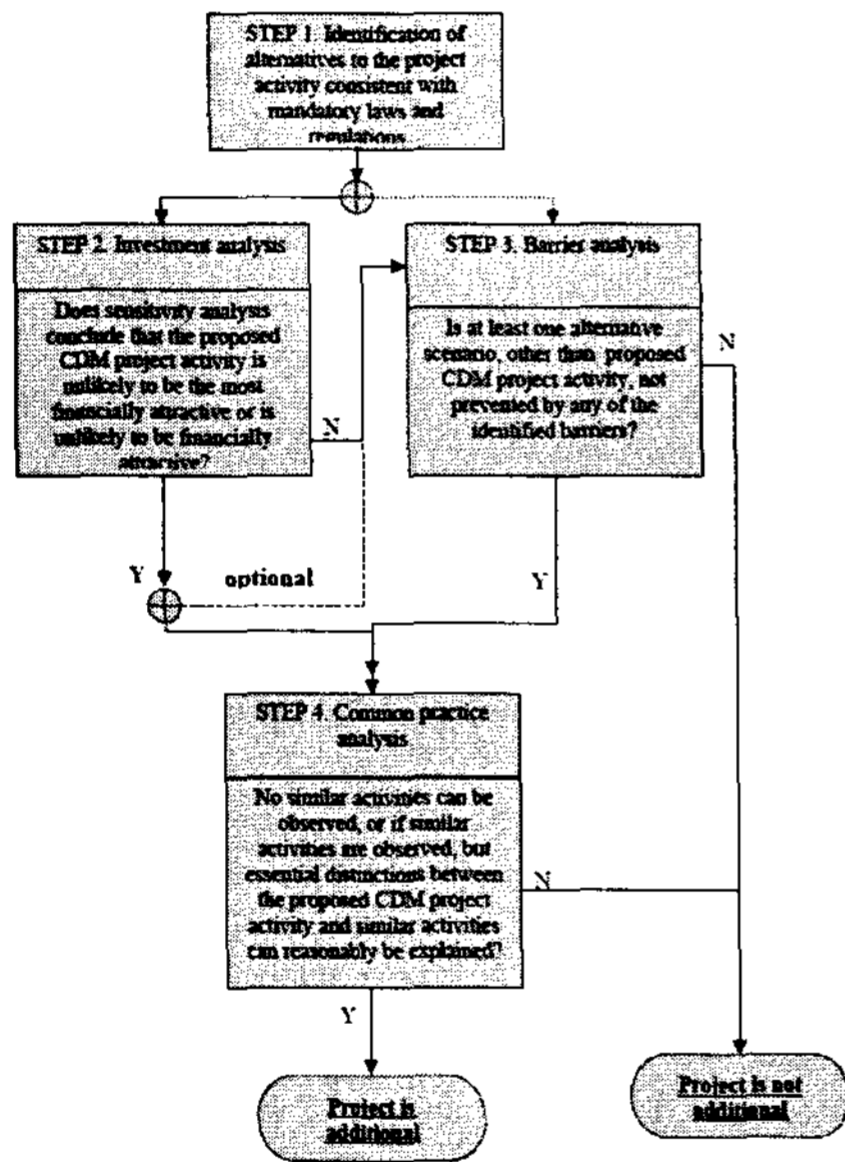 STEP 1. Identification of
alternatives to the project
activity consistent with
mandatory laws and
regulations
STEP 2. Investment analysis
Does sensitivity analysis
conclude that the proposed
CDM project activity is
unlikely to be the most
financially attractive or is
unlikely to be financially
attractive?
N
Y
optional
STEP 3. Barrier analysis
Is at least one alternative
scenario, other than proposed
CDM project activity, not
prevented by any of the
identified barriers?
N
Y
STEP 4. Common practice
analysis
No similar activities can be
observed, or if similar
activities are observed, but
essential distinctions between
the proposed CDM project
activity and similar activities
can reasonably be explained?
N
Y
Project is
additional
Project is not
additional